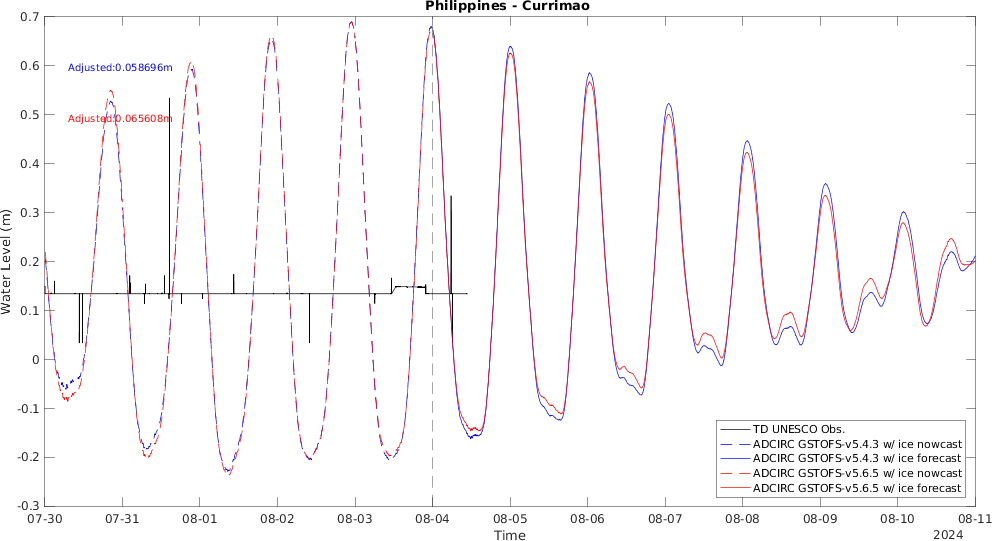 Philippines - Currimao
0.7
0.6
0.5
0.4
0.3
0.2
0.1
0
-0.1
-0.2
-0.3
Water Level (m)
Adjusted:0.058696m
Adjusted:0.065608m
TD UNESCO Obs.
ADCIRC GSTOFS-v5.4.3 w/ ice nowcast
ADCIRC GSTOFS-v5.4.3 w/ ice forecast
ADCIRC GSTOFS-v5.6.5 w/ ice nowcast
ADCIRC GSTOFS-v5.6.5 w/ ice forecast
07-30 07-31 08-01 08-02 08-03 08-04 08-05 08-06 08-07 08-08 08-09 08-10 08-11
Time
2024